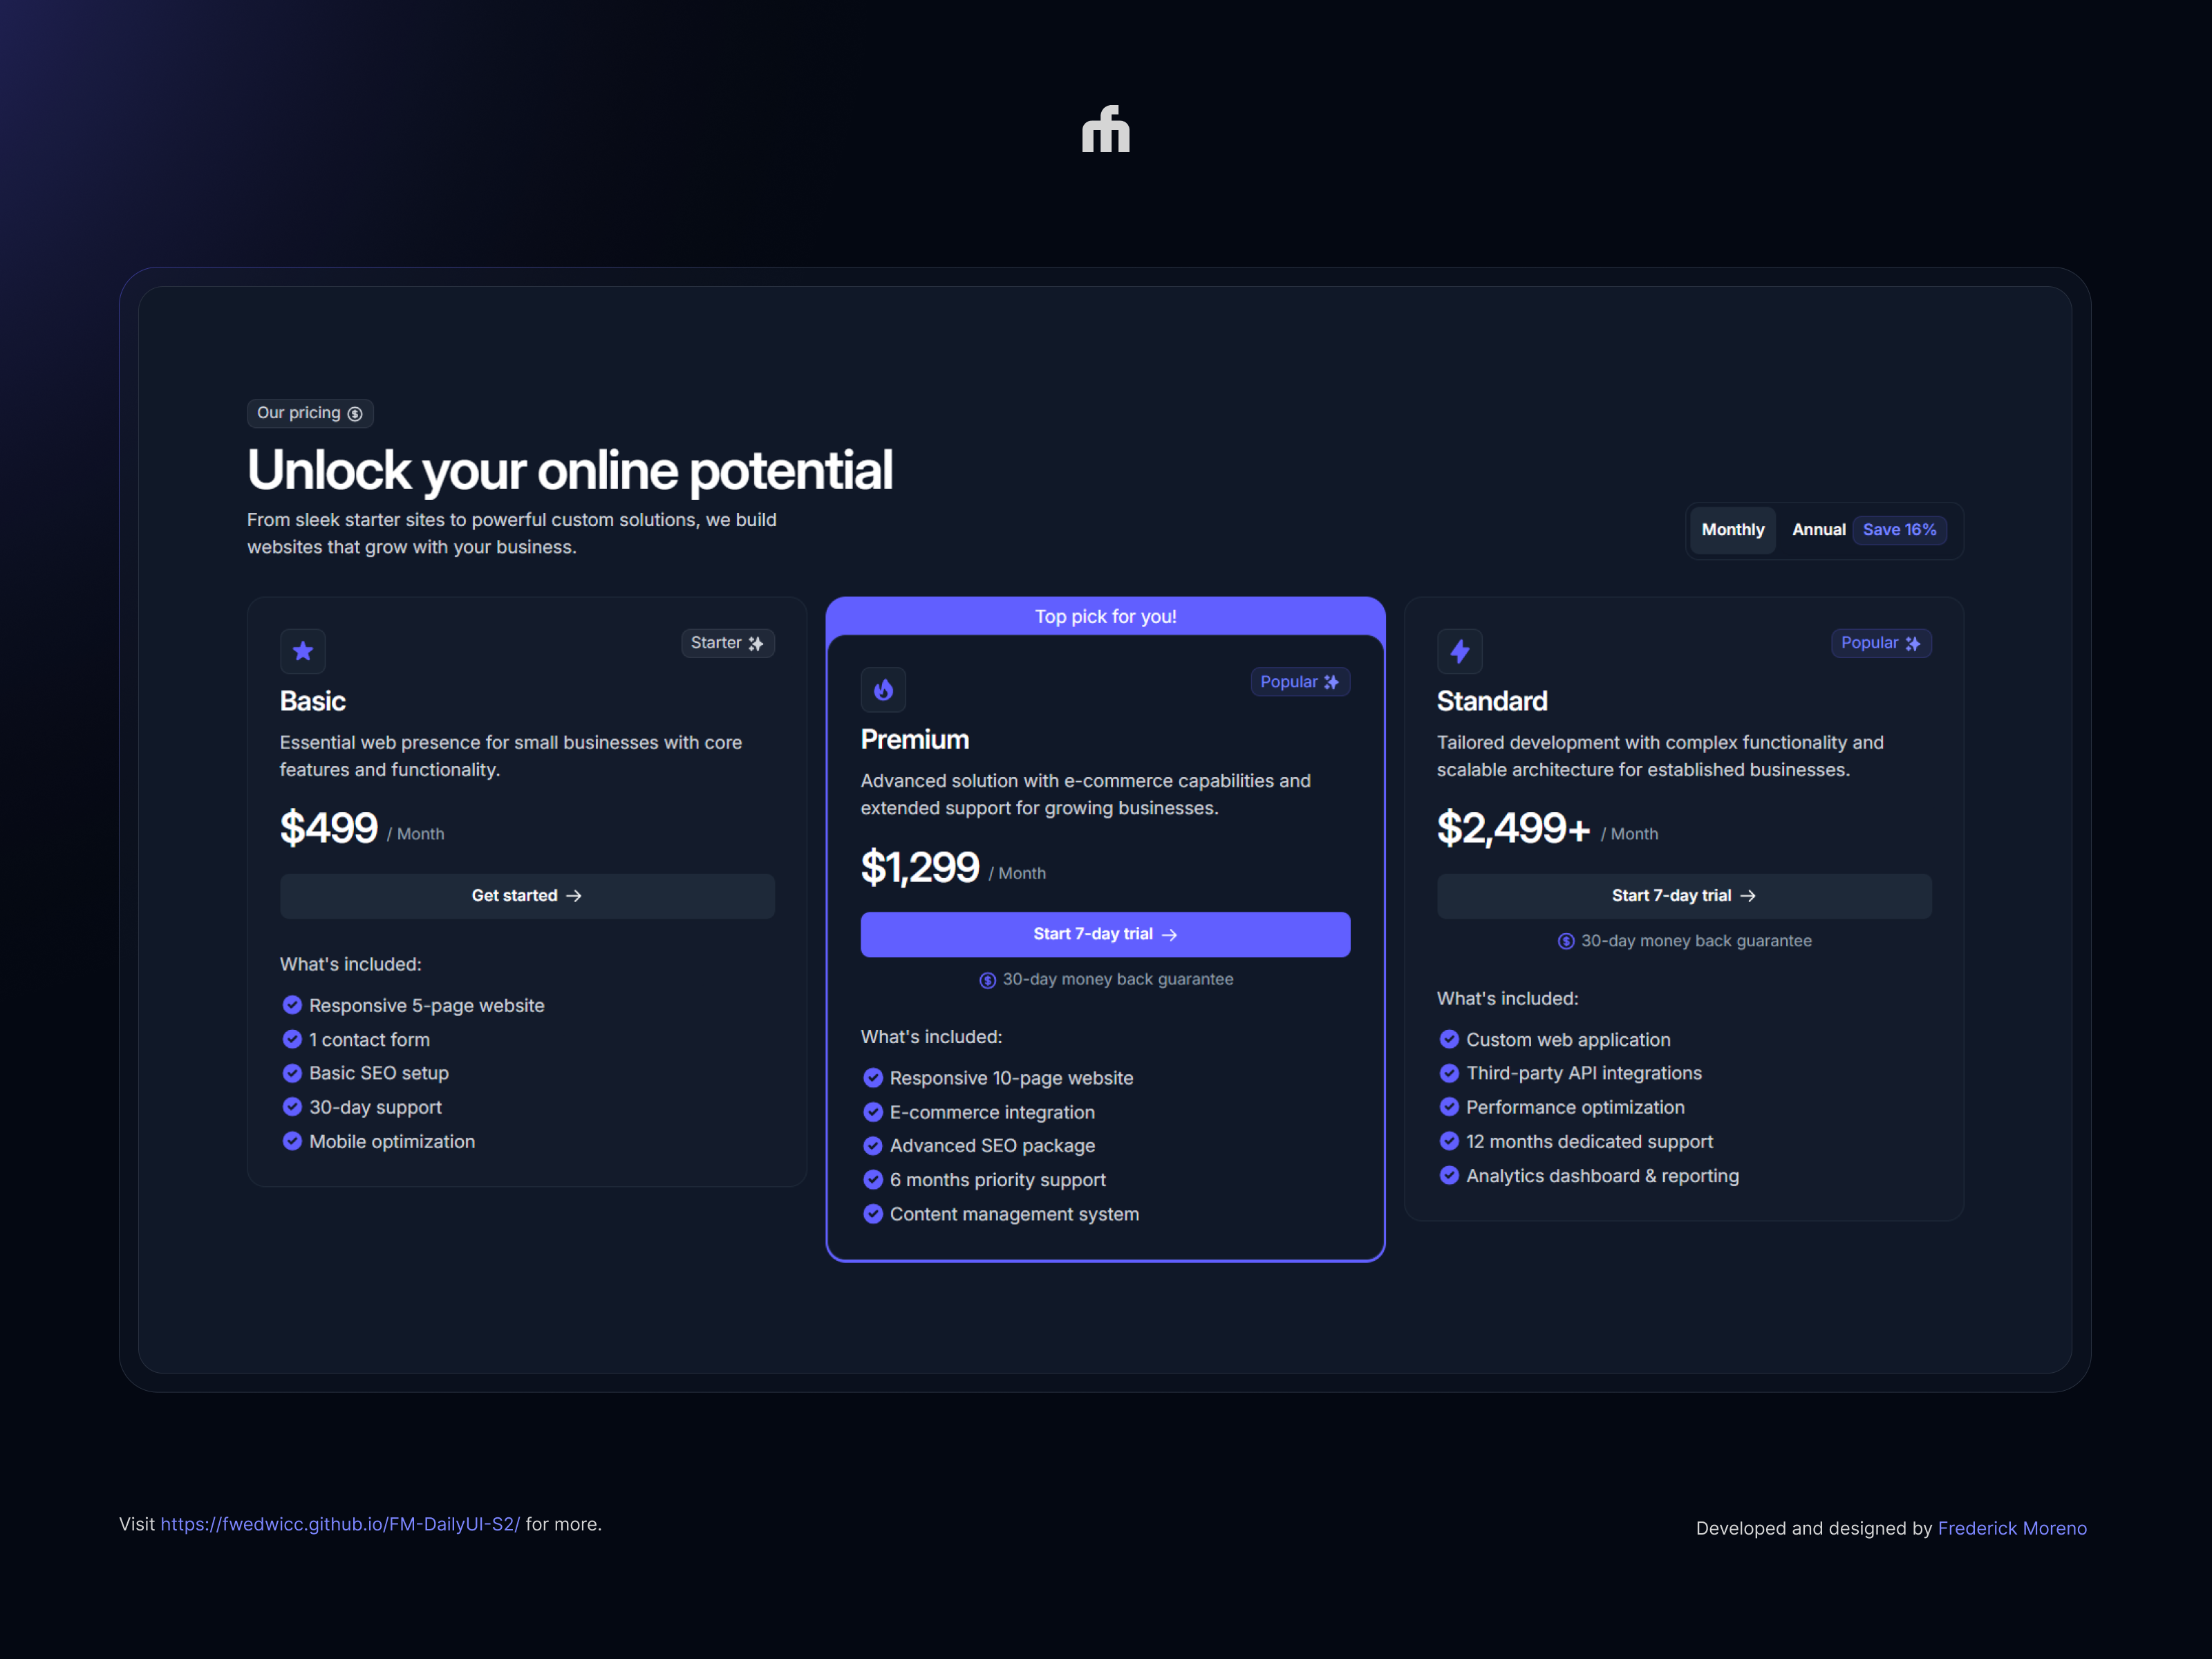 Our pricing
Unlock your online potential
From sleek starter sites to powerful custom solutions, we build
websites that grow with your business.
Monthly
Annual
Save 16%
Starter
Basic
Essential web presence for small businesses with core
features and functionality.
$499 / Month
Get started →
What's included:
Responsive 5-page website
1 contact form
Basic SEO setup
30-day support
Mobile optimization
Top pick for you!
Popular
Premium
Advanced solution with e-commerce capabilities and
extended support for growing businesses.
$1,299 / Month
Start 7-day trial →
30-day money back guarantee
What's included:
Responsive 10-page website
E-commerce integration
Advanced SEO package
6 months priority support
Content management system
Popular
Standard
Tailored development with complex functionality and
scalable architecture for established businesses.
$2,499+ / Month
Start 7-day trial →
30-day money back guarantee
What's included:
Custom web application
Third-party API integrations
Performance optimization
12 months dedicated support
Analytics dashboard & reporting
Visit https://fwedwicc.github.io/FM-DailyUI-S2/ for more.
Developed and designed by Frederick Moreno